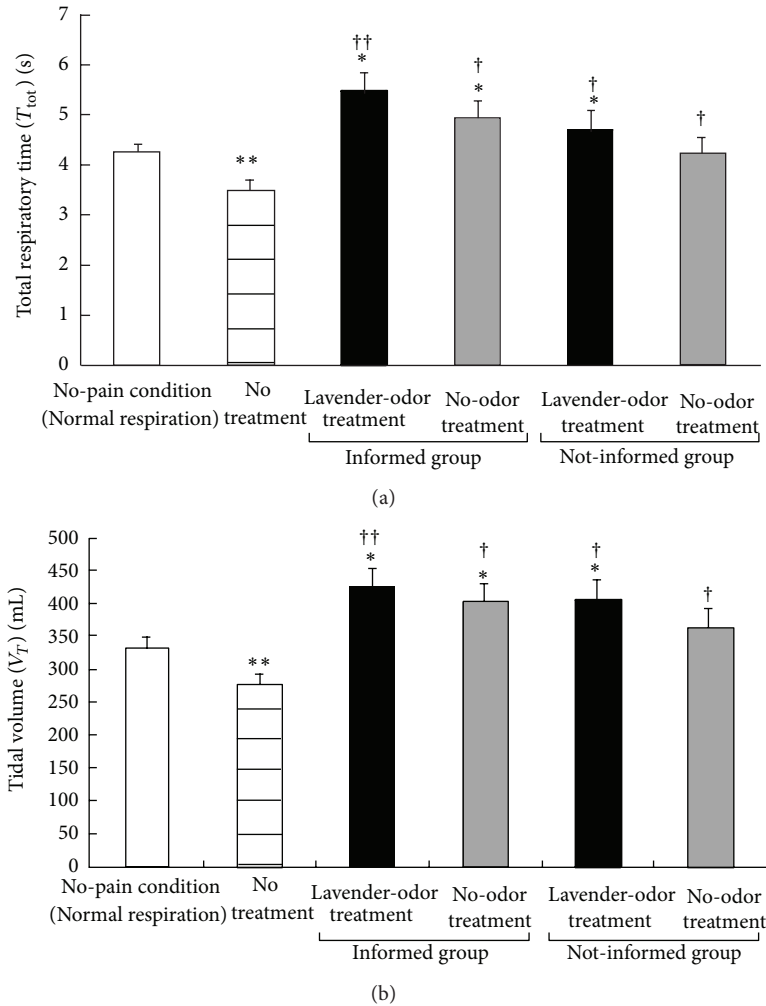 Total respiratory time (T_tot) (s)
7
6
5
4
3
2
1
0
**
††
*
†
*
†
*
†
No-pain condition
(Normal respiration)
No
treatment
Lavender-odor
treatment
No-odor
treatment
Lavender-odor
treatment
No-odor
treatment
Informed group
Not-informed group
(a)
Tidal volume (V_T) (mL)
500
450
400
350
300
250
200
150
100
50
0
**
††
*
†
*
†
*
†
No-pain condition
(Normal respiration)
No
treatment
Lavender-odor
treatment
No-odor
treatment
Lavender-odor
treatment
No-odor
treatment
Informed group
Not-informed group
(b)